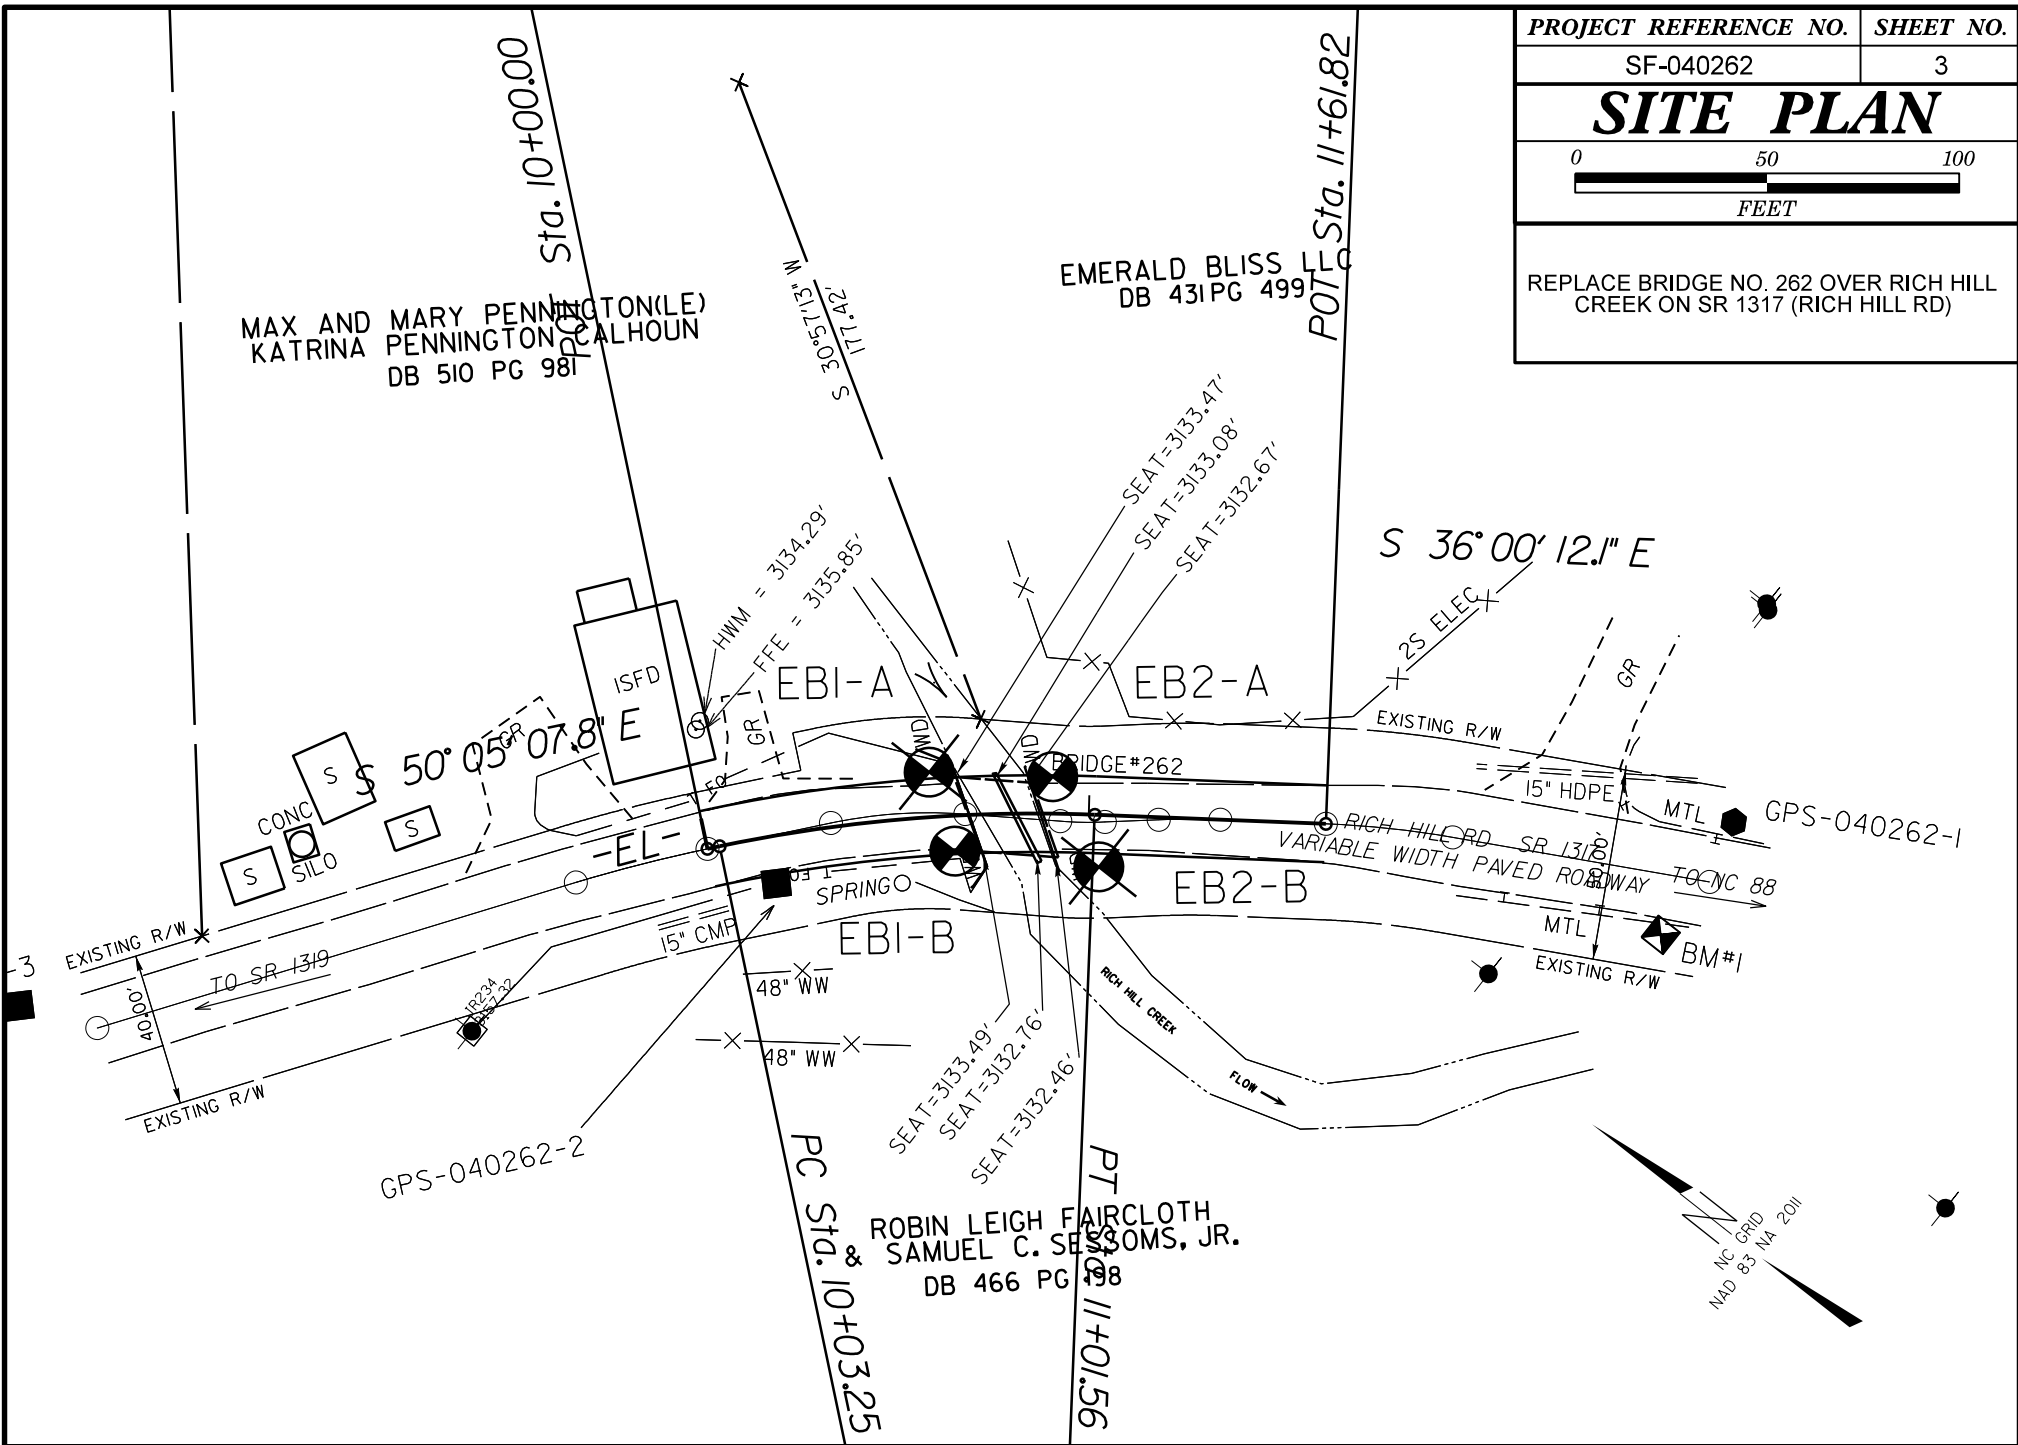 PROJECT REFERENCE NO.
SHEET NO.
SF-040262
3
SITE PLAN
0 50 100
FEET
REPLACE BRIDGE NO. 262 OVER RICH HILL
CREEK ON SR 1317 (RICH HILL RD)
POT Sta. 10+00.00
POT Sta. 11+61.82
MAX AND MARY PENNINGTON(LE)
KATRINA PENNINGTON CALHOUN
DB 510 PG 981
S 30°57'13" W
177.42'
EMERALD BLISS LLC
DB 431 PG 499
SEAT=3133.47'
SEAT=3133.08'
SEAT=3132.67'
HWM = 3134.29'
FFE = 3135.85'
S 36°00'12.1" E
2S ELEC
GR
ISFD
EB1-A
EB2-A
EXISTING R/W
S 50°05'07.8" E
GR
GR
S
S
S
CONC
SILO
WD
WD
BRIDGE#262
15" HDPE
MTL
GPS-040262-1
-EL-
RICH HILL RD SR 1317
VARIABLE WIDTH PAVED ROADWAY
TO NC 88
SPRING
EB1-B
EB2-B
15" CMP
MTL
BM#1
EXISTING R/W
EXISTING R/W
TO SR 1319
40.00'
EXISTING R/W
-3
48" WW
48" WW
RICH HILL CREEK
FLOW
SEAT=3133.49'
SEAT=3132.76'
SEAT=3132.46'
GPS-040262-2
PC Sta. 10+03.25
PT Sta. 11+01.56
ROBIN LEIGH FAIRCLOTH
& SAMUEL C. SESSOMS, JR.
DB 466 PG 198
NC GRID
NAD 83 NA 2011